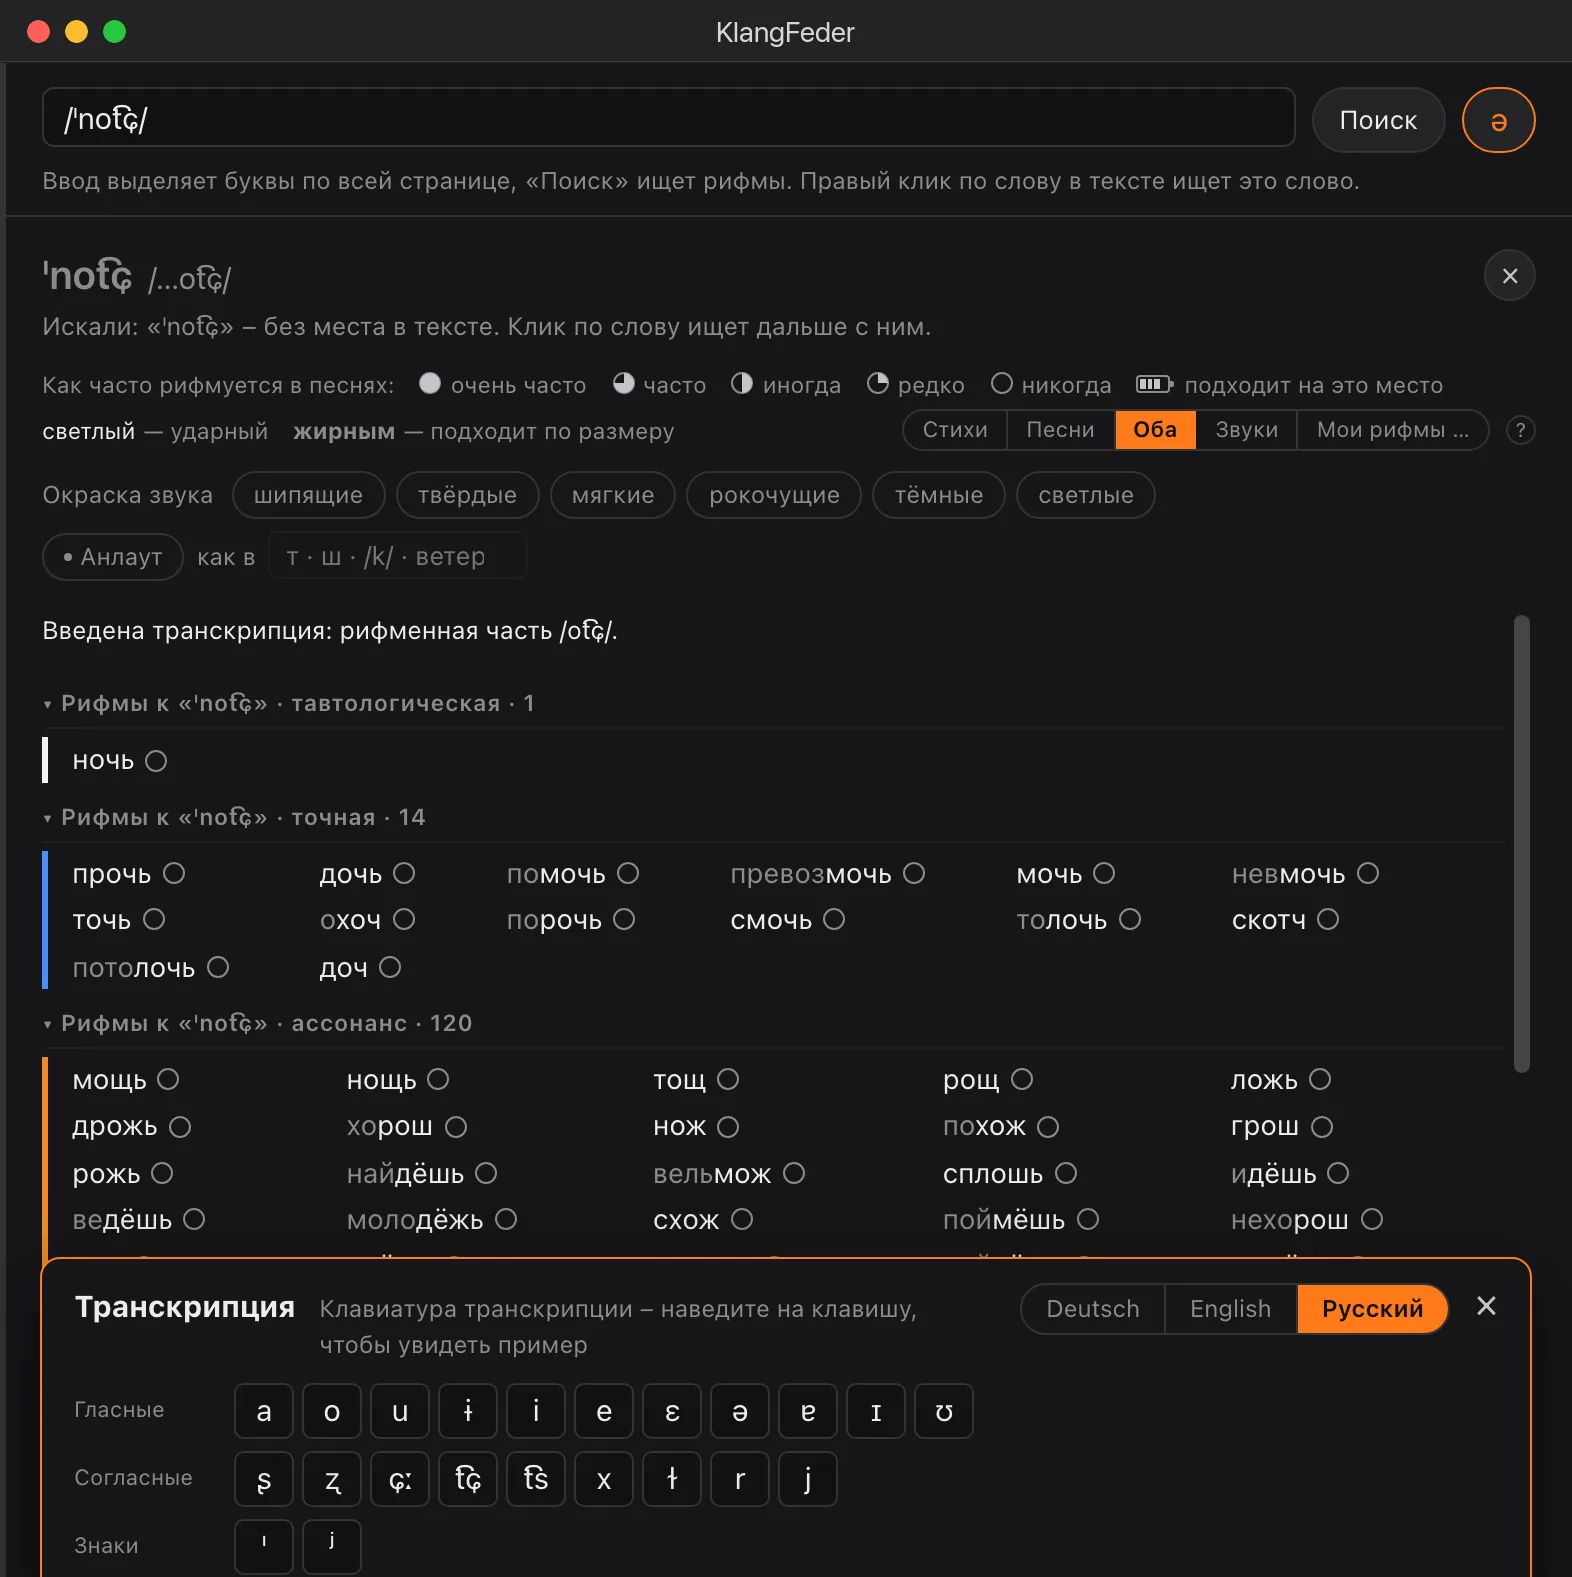 KlangFeder
/ˈnot͡ɕ/
Поиск
ə
Ввод выделяет буквы по всей странице, «Поиск» ищет рифмы. Правый клик по слову в тексте ищет это слово.
ˈnot͡ɕ /…ot͡ɕ/
Искали: «ˈnot͡ɕ» – без места в тексте. Клик по слову ищет дальше с ним.
Как часто рифмуется в песнях: очень часто часто иногда редко никогда подходит на это место
светлый — ударный жирным — подходит по размеру
Стихи Песни Оба Звуки Мои рифмы ... ?
Окраска звука шипящие твёрдые мягкие рокочущие тёмные светлые
• Анлаут как в т · ш · /k/ · ветер
Введена транскрипция: рифменная часть /ot͡ɕ/.
Рифмы к «ˈnot͡ɕ» · тавтологическая · 1
ночь
Рифмы к «ˈnot͡ɕ» · точная · 14
прочь дочь помочь превозмочь мочь невмочь
точь охоч порочь смочь толочь скотч
потолочь доч
Рифмы к «ˈnot͡ɕ» · ассонанс · 120
мощь нощь тощ рощ ложь
дрожь хорош нож похож грош
рожь найдёшь вельмож сплошь идёшь
ведёшь молодёжь схож поймёшь нехорош
Транскрипция
Клавиатура транскрипции – наведите на клавишу,
чтобы увидеть пример
Deutsch English Русский ×
Гласные a o u ɨ i e ɛ ə ɐ ɪ ʊ
Согласные ʂ ʐ ɕː t͡ɕ t͡s x ɫ r j
Знаки ˈ ʲ